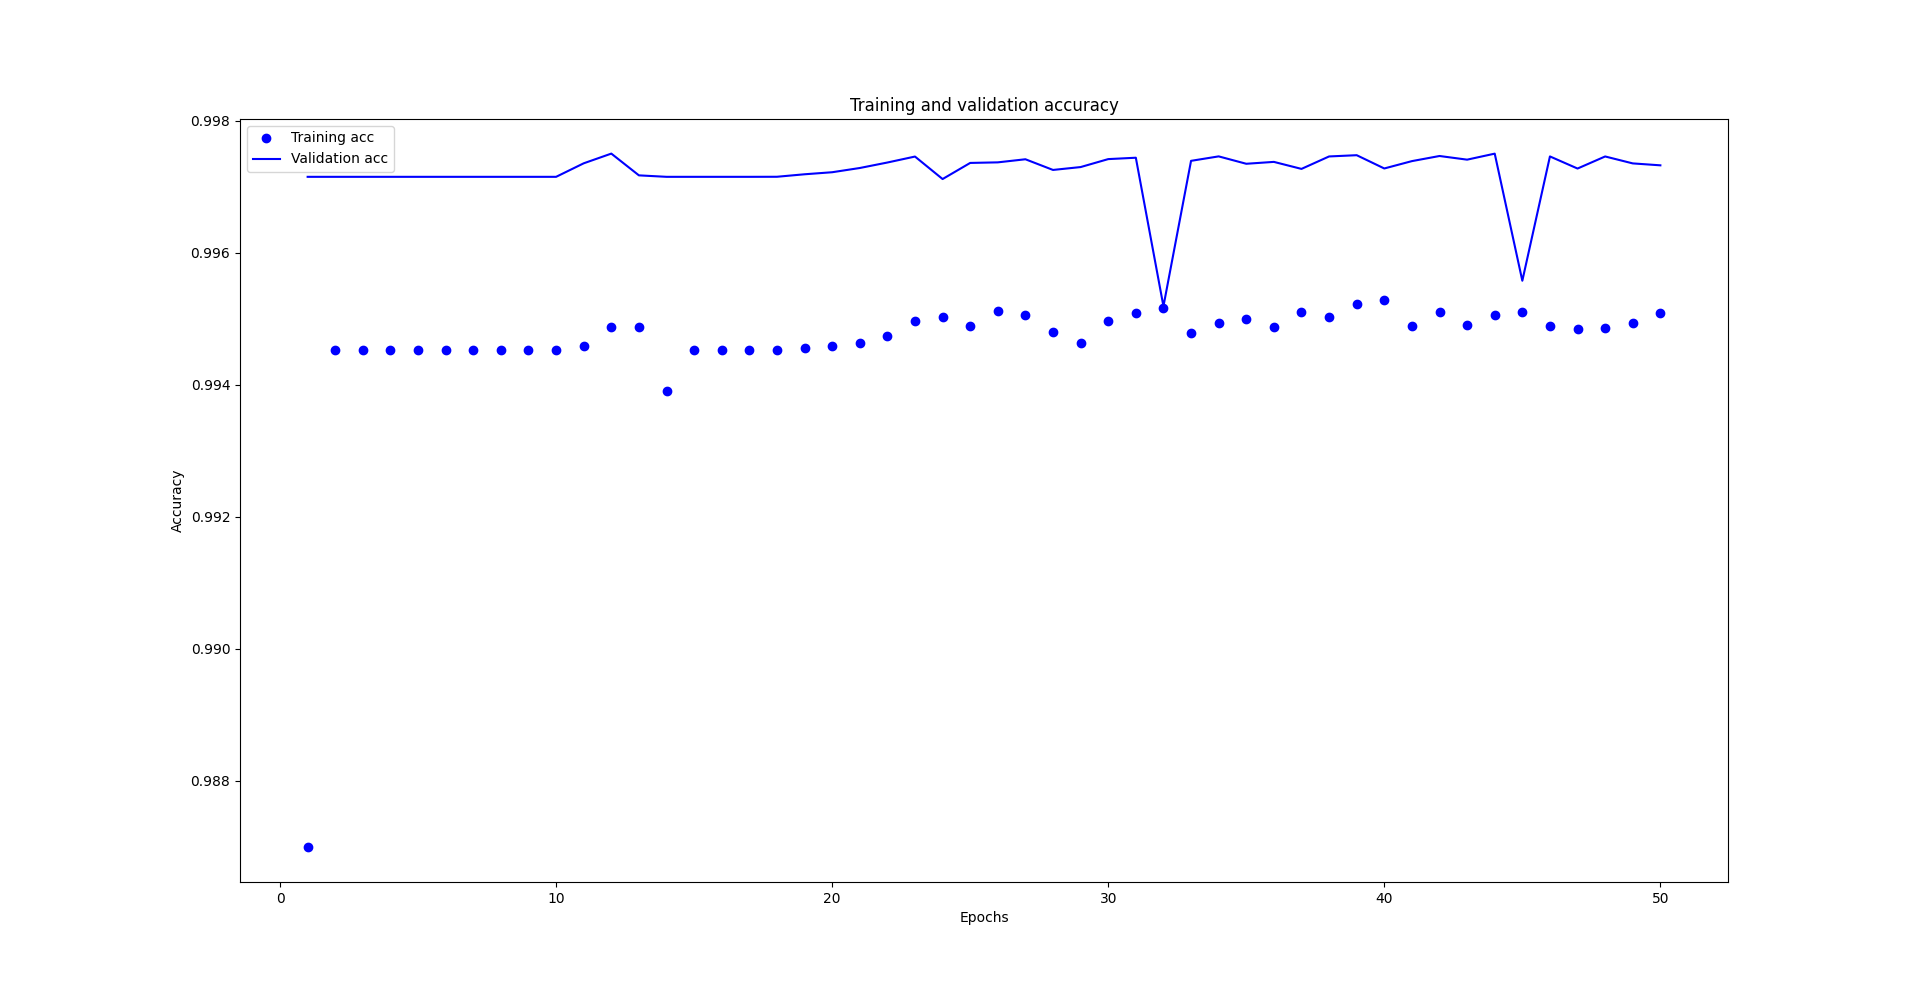 Training and validation accuracy
Training acc
Validation acc
0.998
0.996
0.994
0.992
0.990
0.988
Accuracy
0
10
20
30
40
50
Epochs